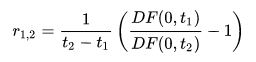 r_{1,2} = \frac{1}{t_2 - t_1} \left( \frac{DF(0, t_1)}{DF(0, t_2)} - 1 \right)